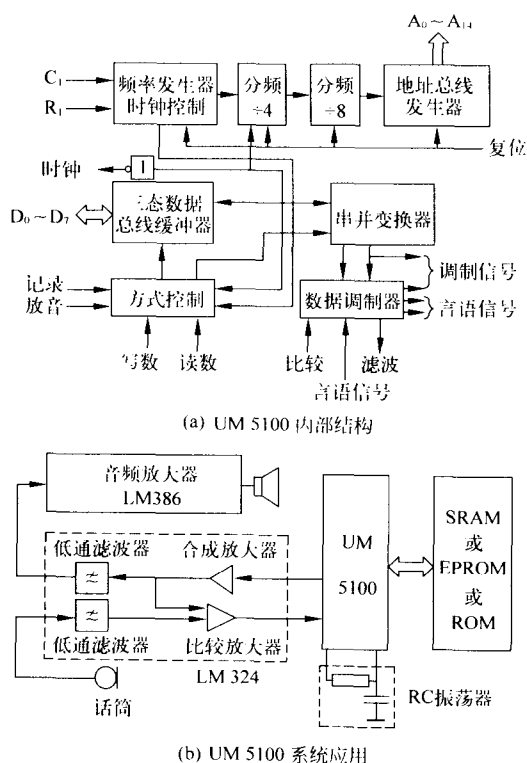 A₀~A₁₄
C₁
R₁
频率发生器
时钟控制
分频
÷4
分频
÷8
地址总线
发生器
复位
时钟
1
D₀~D₇
三态数据
总线缓冲器
串并变换器
记录
放音
方式控制
数据调制器
调制信号
言语信号
写数
读数
比较
言语信号
滤波
(a) UM 5100 内部结构
音频放大器
LM386
低通滤波器
合成放大器
低通滤波器
比较放大器
LM 324
话筒
UM
5100
SRAM
或
EPROM
或
ROM
RC振荡器
(b) UM 5100 系统应用